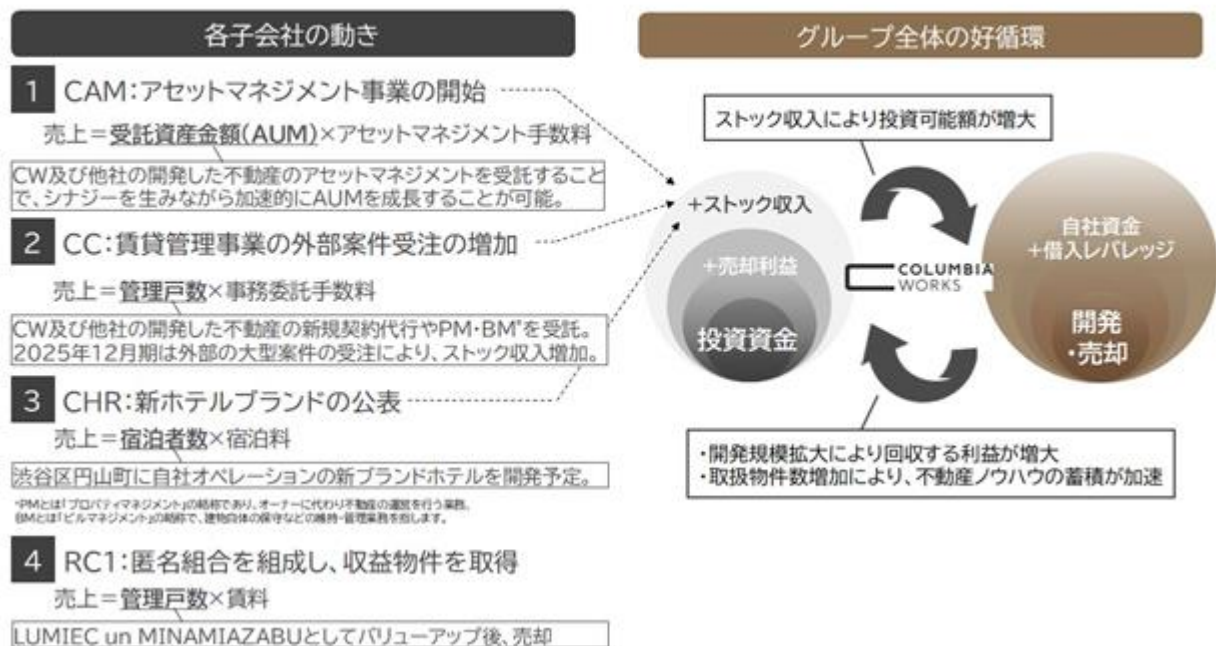 各子会社の動き
1 CAM:アセットマネジメント事業の開始
売上=受託資産金額(AUM)×アセットマネジメント手数料
CW及び他社の開発した不動産のアセットマネジメントを受託すること
で、シナジーを生みながら加速的にAUMを成長することが可能。
2 CC:賃貸管理事業の外部案件受注の増加
売上=管理戸数×事務委託手数料
CW及び他社の開発した不動産の新規契約代行やPM・BM*を受託。
2025年12月期は外部の大型案件の受注により、ストック収入増加。
3 CHR:新ホテルブランドの公表
売上=宿泊者数×宿泊料
渋谷区円山町に自社オペレーションの新ブランドホテルを開発予定。
*PMとは「プロパティマネジメント」の略称であり、オーナーに代わり不動産の運営を行う業務。
BMとは「ビルマネジメント」の略称で、建物自体の保守などの維持・管理業務を指します。
4 RC1:匿名組合を組成し、収益物件を取得
売上=管理戸数×賃料
LUMIEC un MINAMIAZABUとしてバリューアップ後、売却
グループ全体の好循環
ストック収入により投資可能額が増大
+ストック収入
+売却利益
投資資金
COLUMBIA
WORKS
自社資金
+借入レバレッジ
開発
・売却
・開発規模拡大により回収する利益が増大
・取扱物件数増加により、不動産ノウハウの蓄積が加速